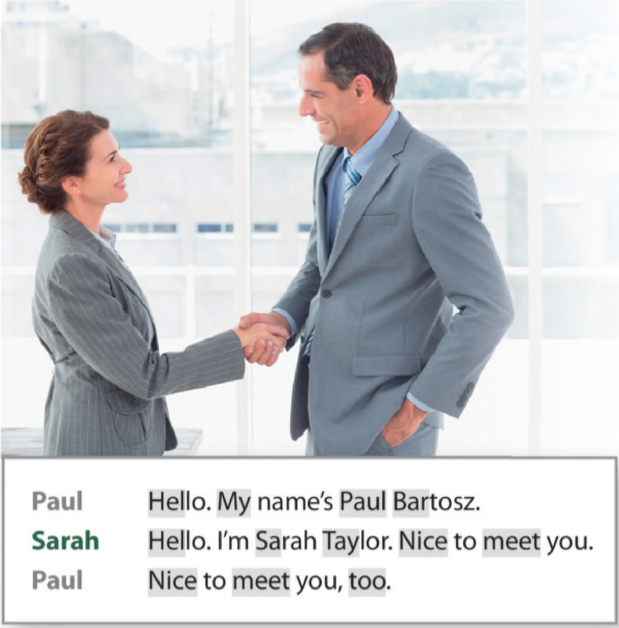 Paul Hello. My name's Paul Bartosz.
Sarah Hello. I'm Sarah Taylor. Nice to meet you.
Paul Nice to meet you, too.